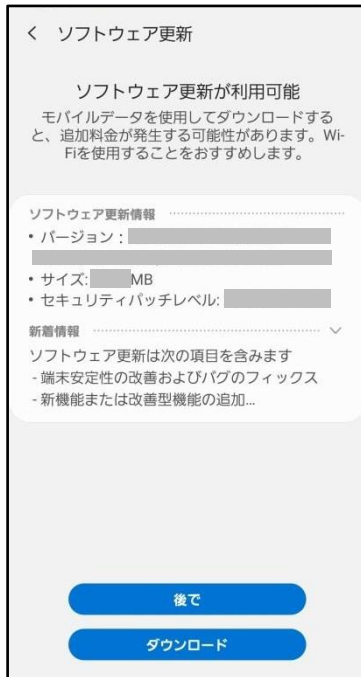 ソフトウェア更新
ソフトウェア更新が利用可能
モバイルデータを使用してダウンロードする
と、追加料金が発生する可能性があります。Wi-
Fiを使用することをおすすめします。
ソフトウェア更新情報
• バージョン：
• サイズ: MB
• セキュリティパッチレベル:
新着情報
ソフトウェア更新は次の項目を含みます
- 端末安定性の改善およびバグのフィックス
- 新機能または改善型機能の追加...
後で
ダウンロード